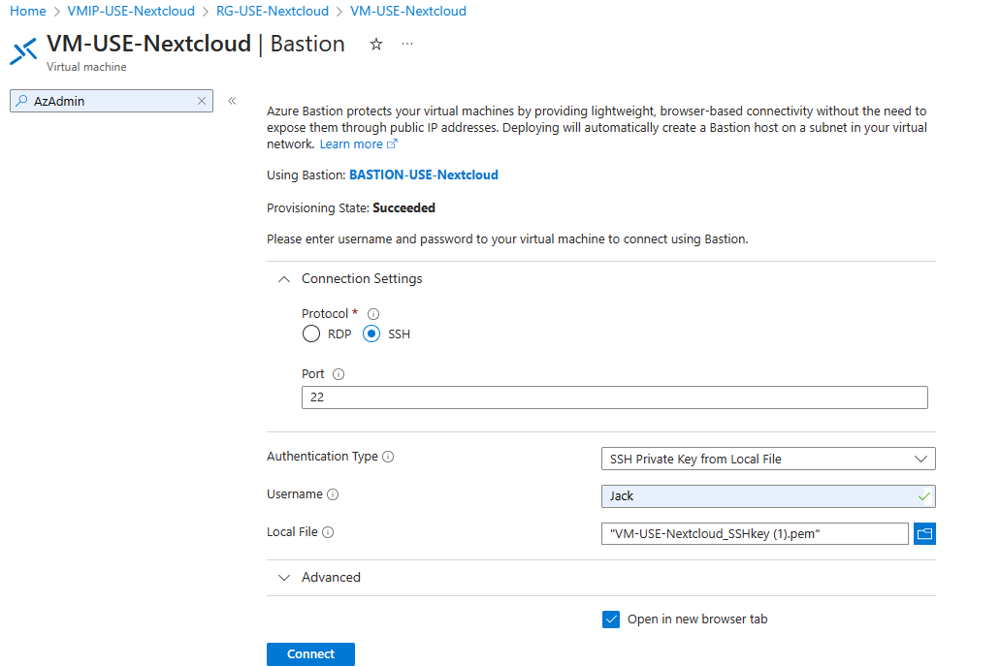 Home > VMIP-USE-Nextcloud > RG-USE-Nextcloud > VM-USE-Nextcloud
VM-USE-Nextcloud | Bastion
Virtual machine
AzAdmin
Azure Bastion protects your virtual machines by providing lightweight, browser-based connectivity without the need to
expose them through public IP addresses. Deploying will automatically create a Bastion host on a subnet in your virtual
network. Learn more
Using Bastion: BASTION-USE-Nextcloud
Provisioning State: Succeeded
Please enter username and password to your virtual machine to connect using Bastion.
Connection Settings
Protocol *
RDP SSH
Port
22
Authentication Type SSH Private Key from Local File
Username Jack
Local File "VM-USE-Nextcloud_SSHkey (1).pem"
Advanced
Open in new browser tab
Connect